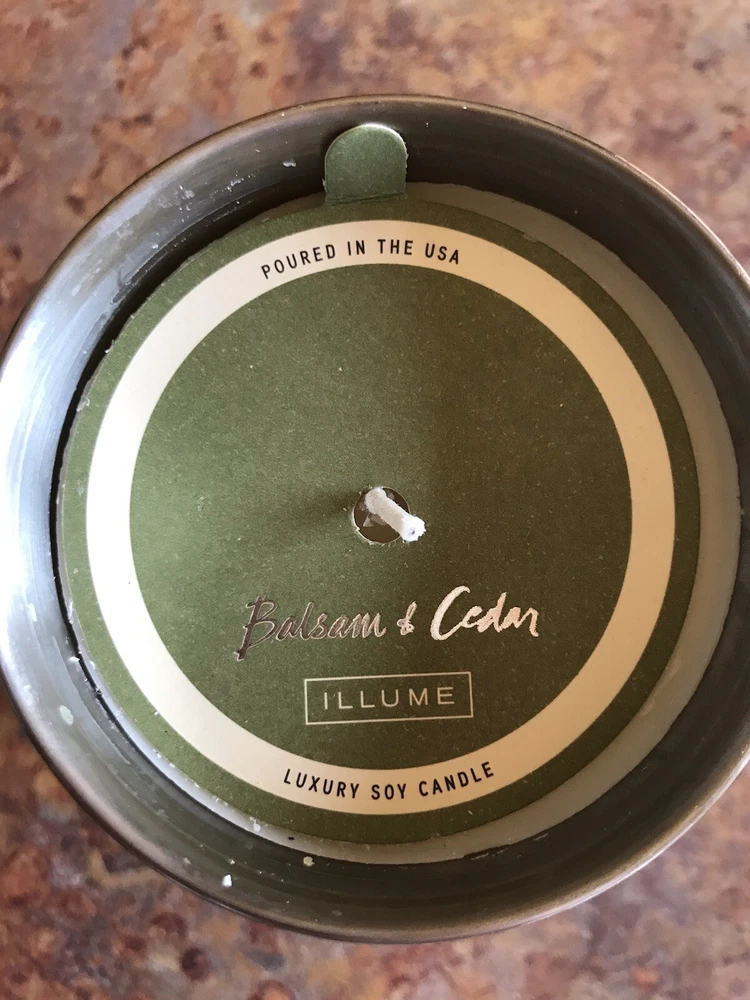 POURED IN THE USA
Balsam & Cedar
ILLUME
LUXURY SOY CANDLE